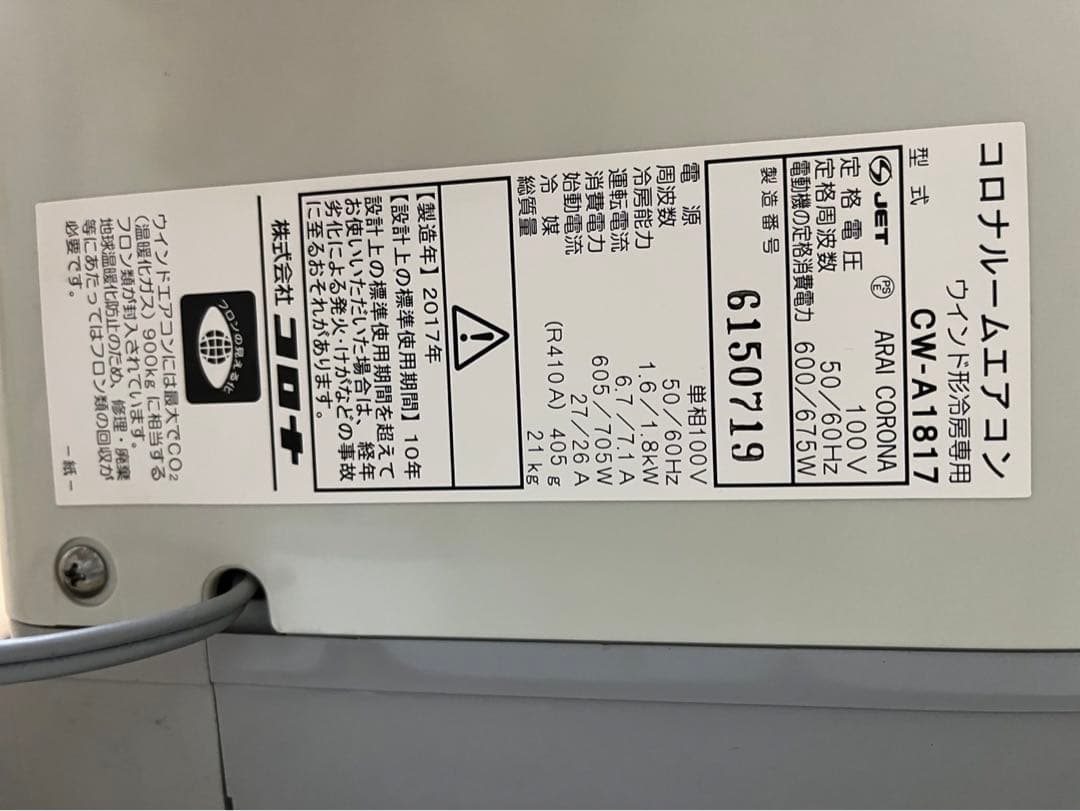 コロナルームエアコン
ウインド形冷房専用
型式 CW-A1817
JET PSE ARAI CORONA
定格電圧 100V
定格周波数 50/60Hz
電動機の定格消費電力 600/675W
製造番号 6150719
電源 単相100V
周波数 50/60Hz
冷房能力 1.6/1.8kW
運転電流 6.7/7.1A
消費電力 605/705W
始動電流 27/26A
冷媒 (R410A) 405g
総質量 21kg
【製造年】2017年
【設計上の標準使用期間】10年
設計上の標準使用期間を超えて
お使いいただいた場合は、経年
劣化による発火・けがなどの事故
に至るおそれがあります。
株式会社 コロナ
フロンの見える化
ウインドエアコンには最大でCO₂
(温暖化ガス)900kgに相当する
フロン類が封入されています。
地球温暖化防止のため、修理・廃棄
等にあたってはフロン類の回収が
必要です。
－紙－